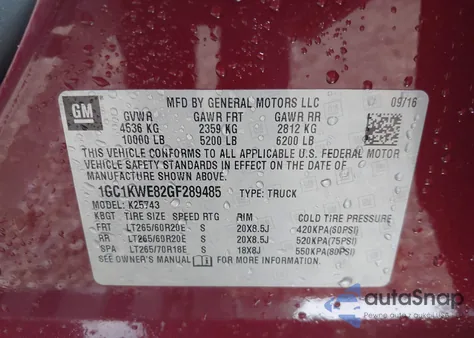 GM
MFD BY GENERAL MOTORS LLC 09/16
GVWR GAWR FRT GAWR RR
4536 KG 2359 KG 2812 KG
10000 LB 5200 LB 6200 LB
THIS VEHICLE CONFORMS TO ALL APPLICABLE U.S. FEDERAL MOTOR
VEHICLE SAFETY STANDARDS IN EFFECT ON THE DATE OF
MANUFACTURE SHOWN ABOVE.
1GC1KWE82GF289485 TYPE: TRUCK
MODEL: K25743
KBGT TIRE SIZE SPEED RTG RIM COLD TIRE PRESSURE
FRT LT265/60R20E S 20X8.5J 420KPA(60PSI)
RR LT265/60R20E S 20X8.5J 520KPA(75PSI)
SPA LT265/70R18E S 18X8J 550KPA(80PSI)
SEE OWNER'S MANUAL FOR MORE INFORMATION.
autoSnap
Pewne auto z aukcji